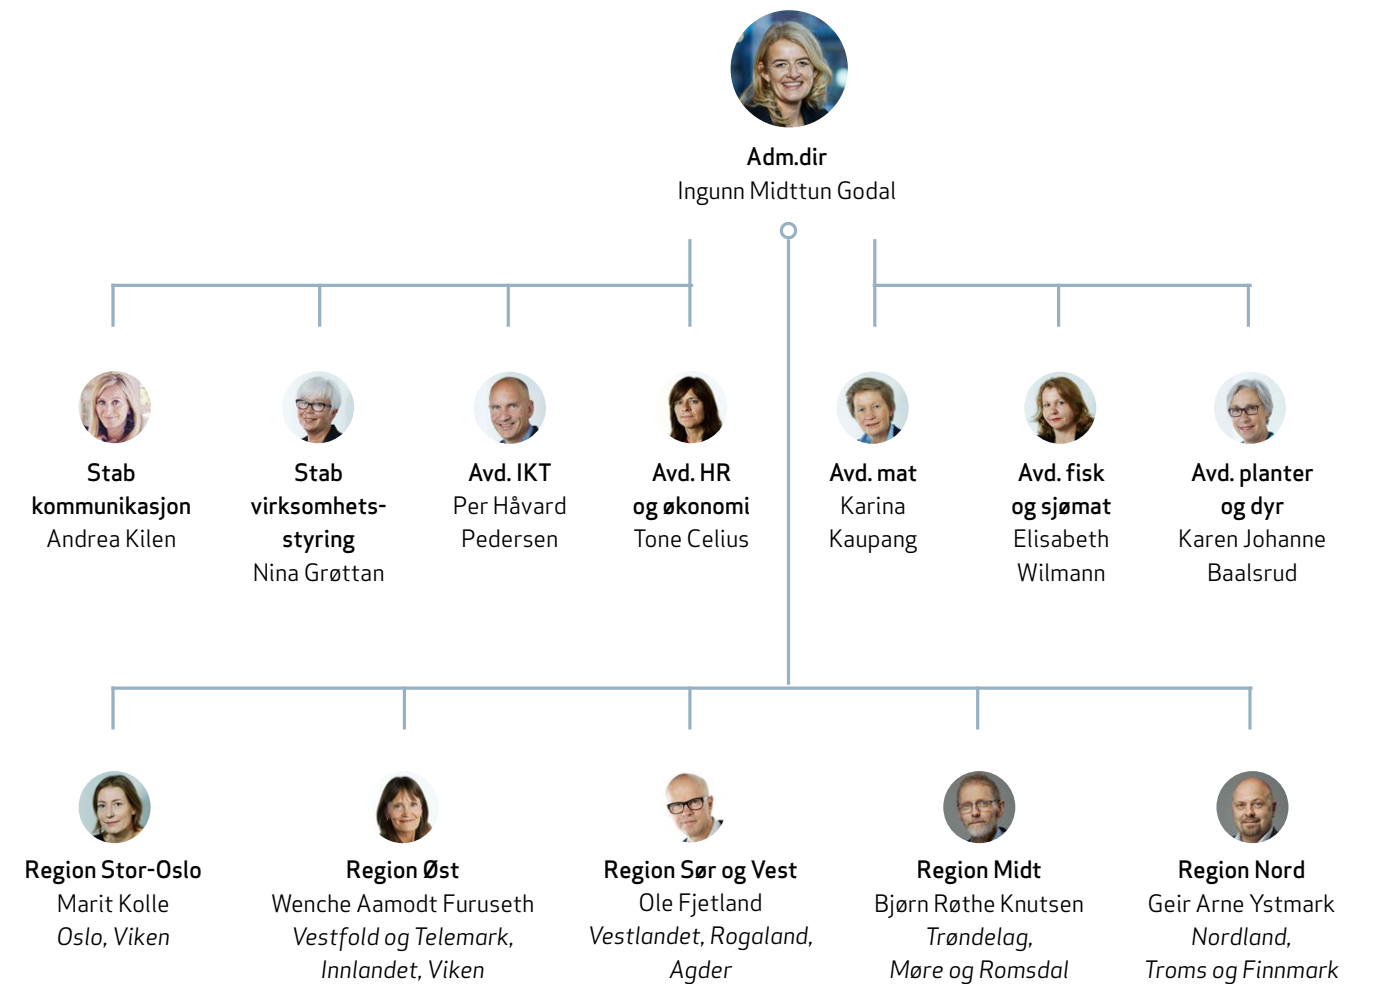 Adm.dir
Ingunn Midttun Godal
Stab
kommunikasjon
Andrea Kilen
Stab
virksomhets-
styring
Nina Grøttan
Avd. IKT
Per Håvard
Pedersen
Avd. HR
og økonomi
Tone Celius
Avd. mat
Karina
Kaupang
Avd. fisk
og sjømat
Elisabeth
Wilmann
Avd. planter
og dyr
Karen Johanne
Baalsrud
Region Stor-Oslo
Marit Kolle
Oslo, Viken
Region Øst
Wenche Aamodt Furuseth
Vestfold og Telemark,
Innlandet, Viken
Region Sør og Vest
Ole Fjetland
Vestlandet, Rogaland,
Agder
Region Midt
Bjørn Røthe Knutsen
Trøndelag,
Møre og Romsdal
Region Nord
Geir Arne Ystmark
Nordland,
Troms og Finnmark